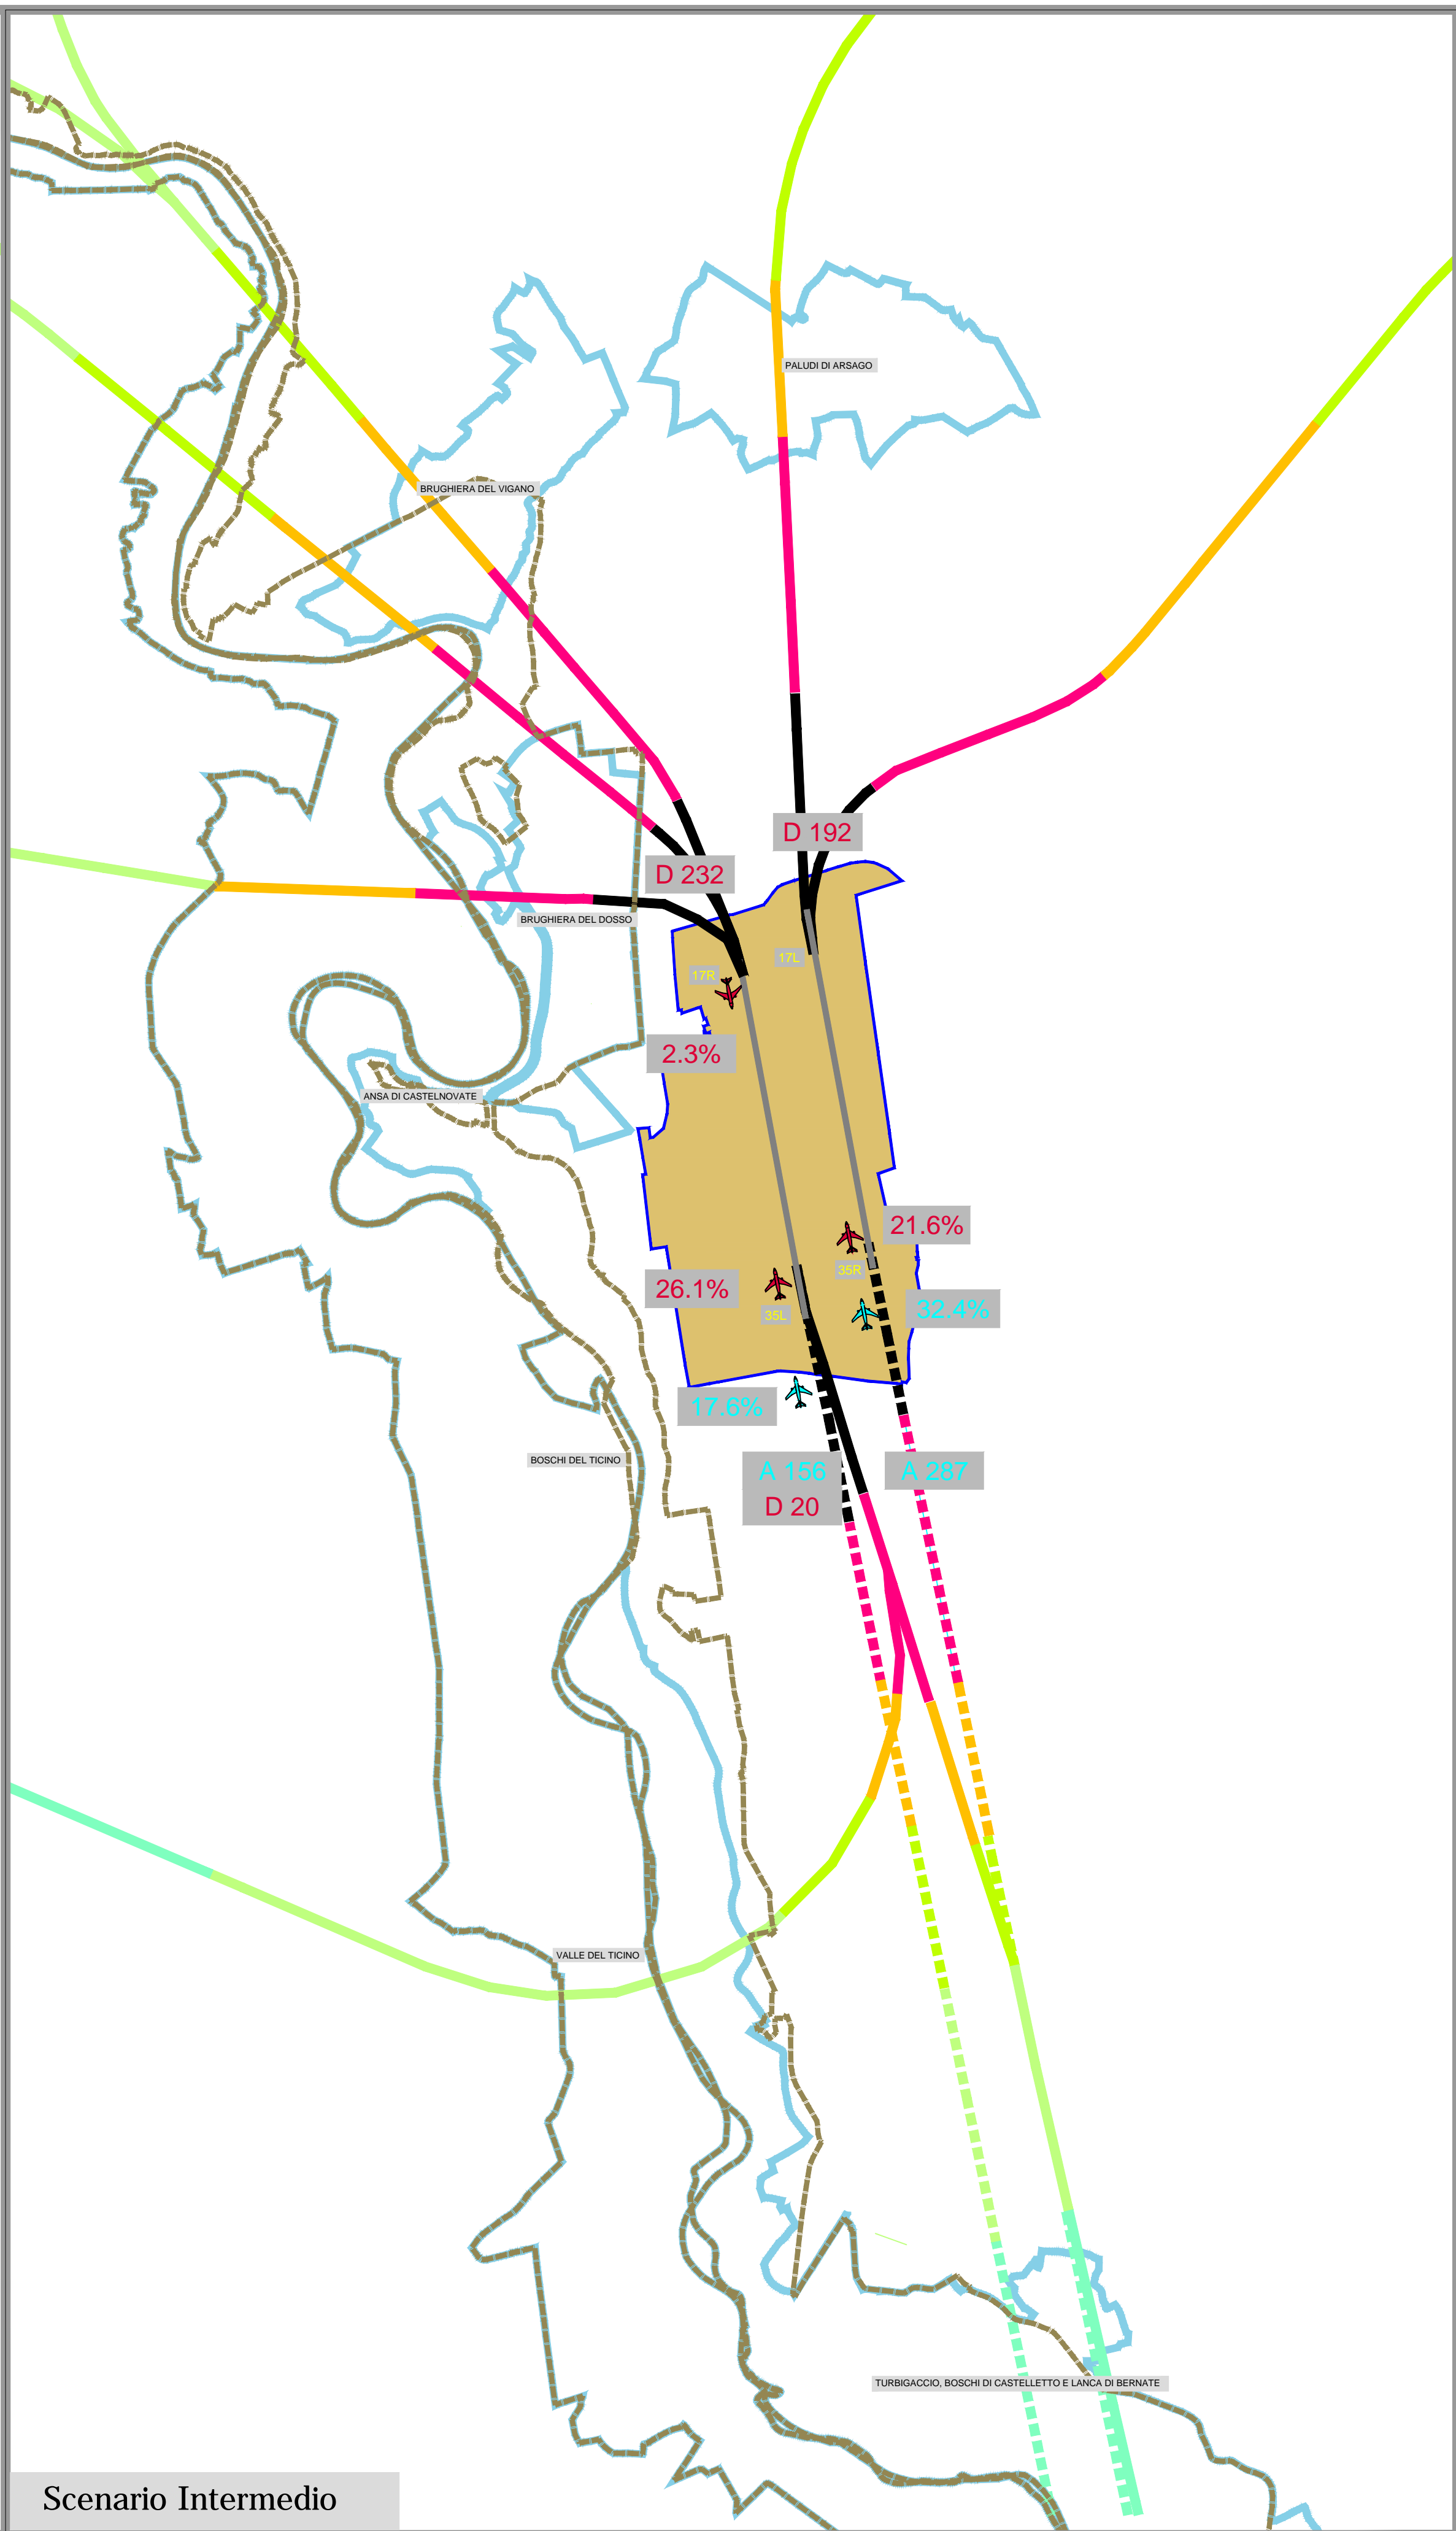 PALUDI DI ARSAGO
BRUGHIERA DEL VIGANO
D 192
D 232
BRUGHIERA DEL DOSSO
17L
17R
2.3%
ANSA DI CASTELNOVATE
21.6%
35R
26.1%
32.4%
35L
17.6%
BOSCHI DEL TICINO
A 156
D 20
A 287
VALLE DEL TICINO
TURBIGACCIO, BOSCHI DI CASTELLETTO E LANCA DI BERNATE
Scenario Intermedio